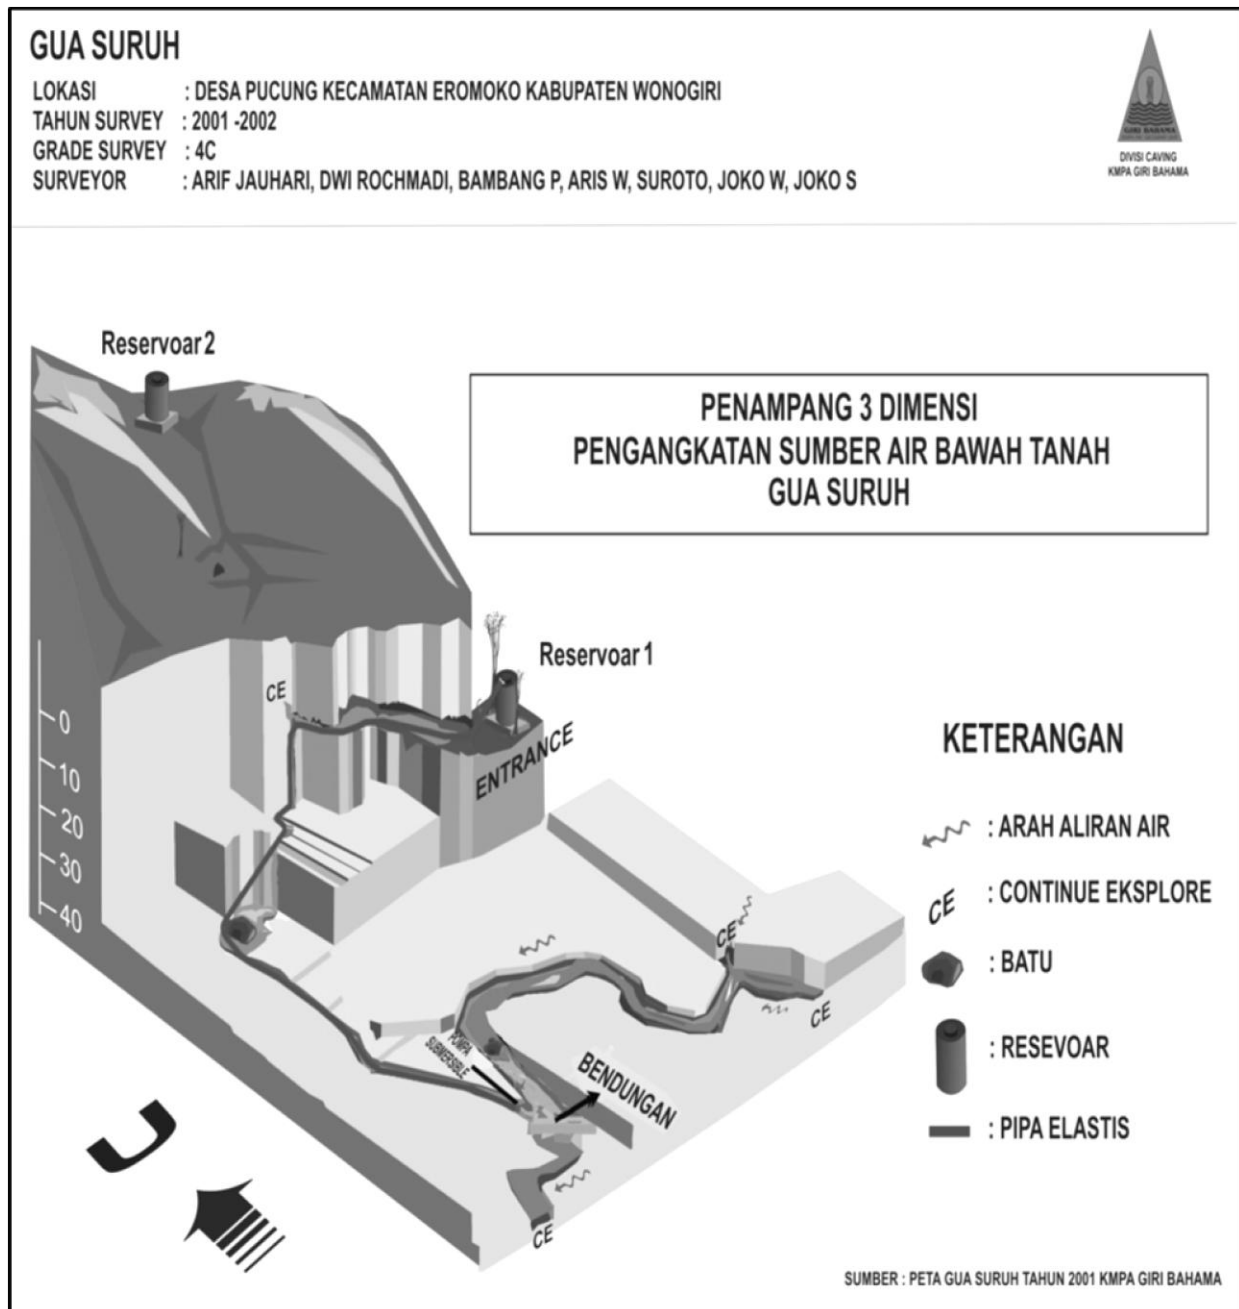 GUA SURUH
LOKASI : DESA PUCUNG KECAMATAN EROMOKO KABUPATEN WONOGIRI
TAHUN SURVEY : 2001 -2002
GRADE SURVEY : 4C
SURVEYOR : ARIF JAUHARI, DWI ROCHMADI, BAMBANG P, ARIS W, SUROTO, JOKO W, JOKO S
GIRI BAHAMA
DIVISI CAVING
KMPA GIRI BAHAMA
Reservoar 2
PENAMPANG 3 DIMENSI
PENGANGKATAN SUMBER AIR BAWAH TANAH
GUA SURUH
Reservoar 1
CE
ENTRANCE
0
10
20
30
40
CE
CE
POMPA
SUBMERSIBLE
BENDUNGAN
CE
U
KETERANGAN
: ARAH ALIRAN AIR
CE : CONTINUE EKSPLORE
: BATU
: RESEVOAR
: PIPA ELASTIS
SUMBER : PETA GUA SURUH TAHUN 2001 KMPA GIRI BAHAMA